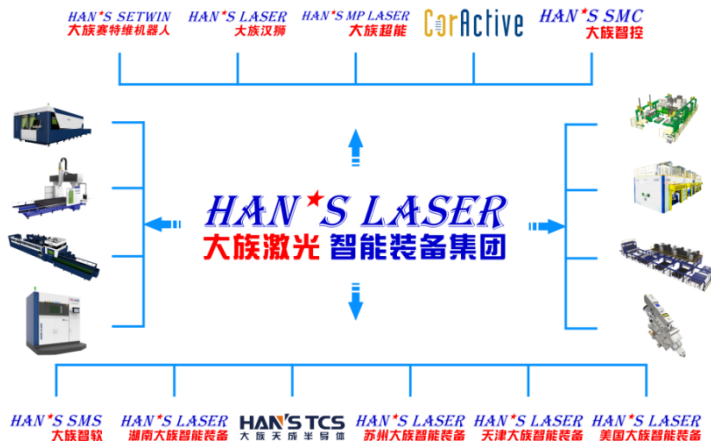 HAN*S SETWIN
大族赛特维机器人
HAN*S LASER
大族汉狮
HAN*S MP LASER
大族超能
CorActive
HAN*S SMC
大族智控
HAN*S LASER
大族激光 智能装备集团
HAN*S SMS
大族智软
HAN*S LASER
湖南大族智能装备
HAN'S TCS
大族天成半导体
HAN*S LASER
苏州大族智能装备
HAN*S LASER
天津大族智能装备
HAN*S LASER
美国大族智能装备